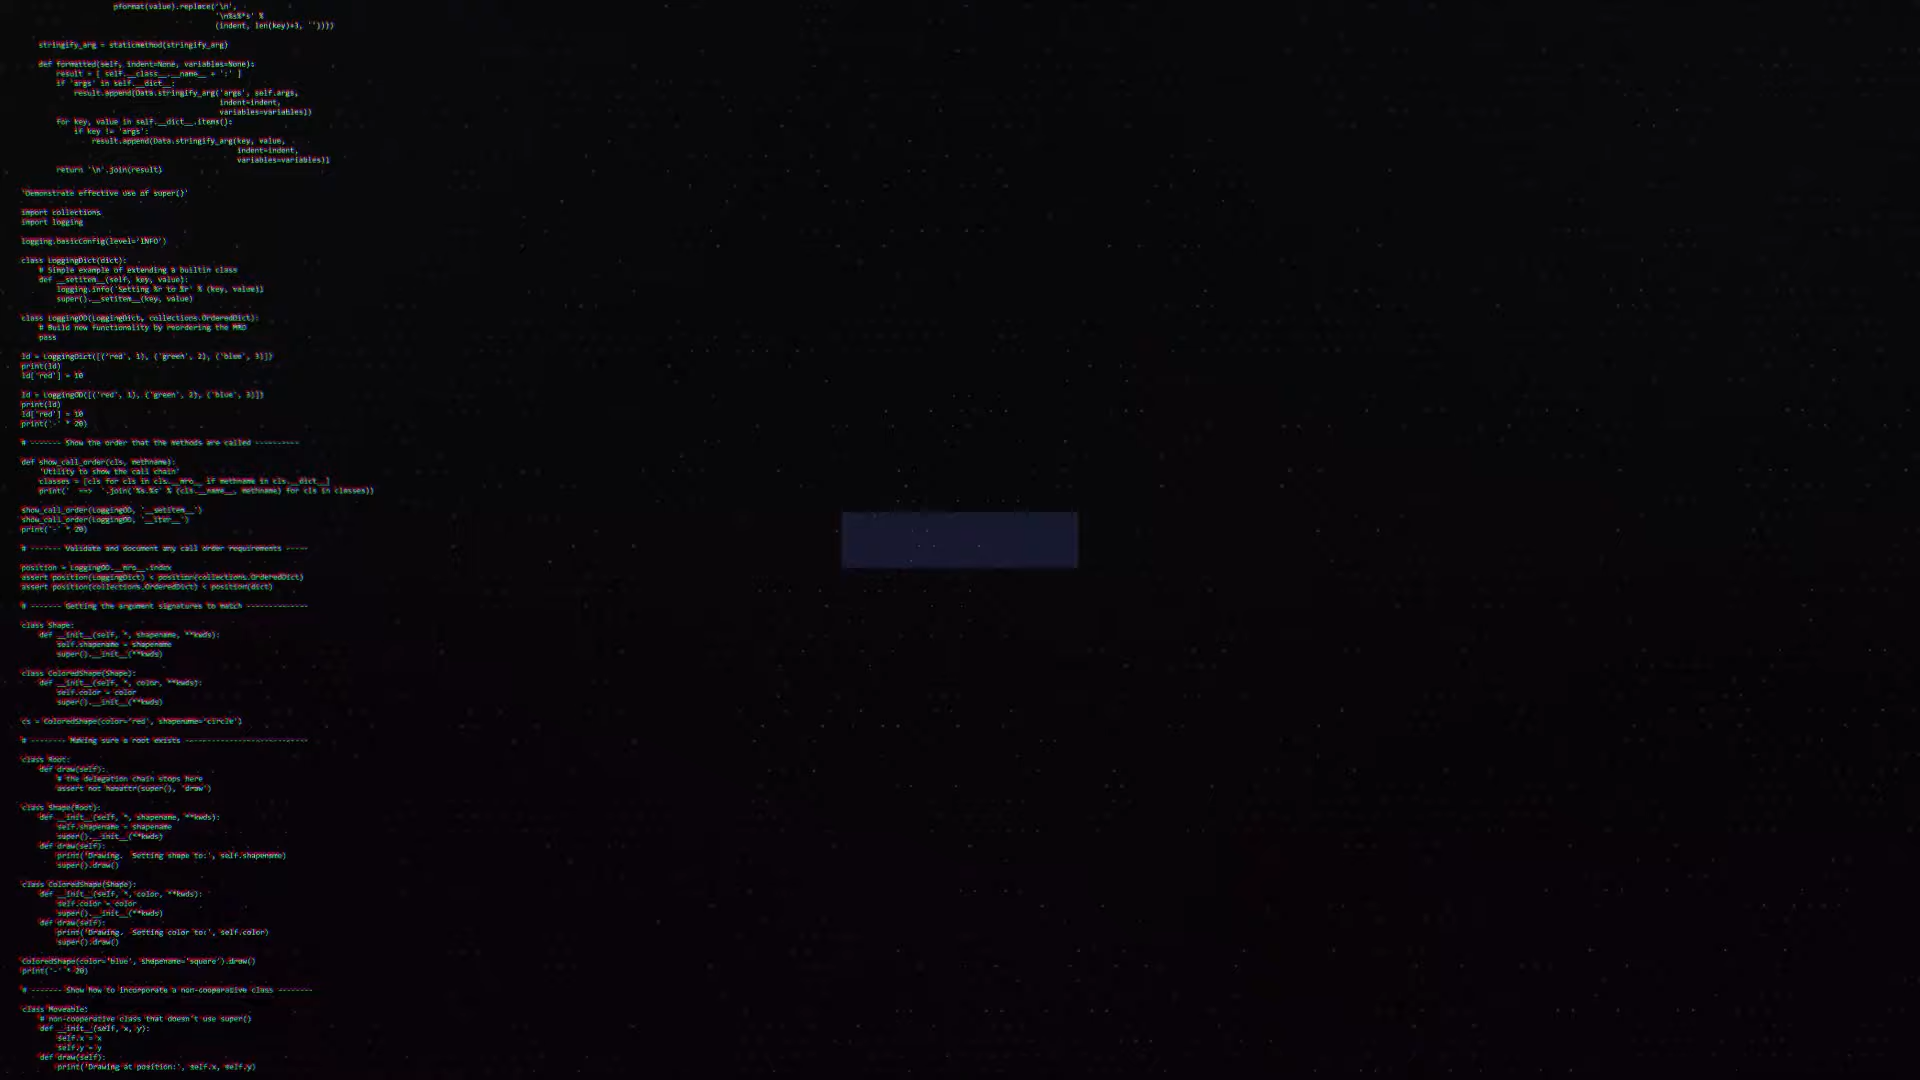 pformat(value).replace('\n',
'\n%s%s' %
(indent, len(key)+3, ''))))
stringify_arg = staticmethod(stringify_arg)
def formatted(self, indent=None, variables=None):
result = [ self.__class__.__name__ + ':' ]
if 'args' in self.__dict__:
result.append(Data.stringify_arg('args', self.args,
indent=indent,
variables=variables))
for key, value in self.__dict__.items():
if key != 'args':
result.append(Data.stringify_arg(key, value,
indent=indent,
variables=variables))
return '\n'.join(result)
'Demonstrate effective use of super()'
import collections
import logging
logging.basicConfig(level='INFO')
class LoggingDict(dict):
# Simple example of extending a builtin class
def __setitem__(self, key, value):
logging.info('Setting %r to %r' % (key, value))
super().__setitem__(key, value)
class LoggingOD(LoggingDict, collections.OrderedDict):
# Build new functionality by reordering the MRO
pass
ld = LoggingDict([('red', 1), ('green', 2), ('blue', 3)])
print(ld)
ld['red'] = 10
ld = LoggingOD([('red', 1), ('green', 2), ('blue', 3)])
print(ld)
ld['red'] = 10
print('-' * 20)
# ------- Show the order that the methods are called ----------
def show_call_order(cls, methname):
'Utility to show the call chain'
classes = [cls for cls in cls.__mro__ if methname in cls.__dict__]
print('  ==>  '.join('%s.%s' % (cls.__name__, methname) for cls in classes))
show_call_order(LoggingOD, '__setitem__')
show_call_order(LoggingOD, '__iter__')
print('-' * 20)
# ------- Validate and document any call order requirements -----
position = LoggingOD.__mro__.index
assert position(LoggingDict) < position(collections.OrderedDict)
assert position(collections.OrderedDict) < position(dict)
# ------- Getting the argument signatures to match --------------
class Shape:
def __init__(self, *, shapename, **kwds):
self.shapename = shapename
super().__init__(**kwds)
class ColoredShape(Shape):
def __init__(self, *, color, **kwds):
self.color = color
super().__init__(**kwds)
cs = ColoredShape(color='red', shapename='circle')
# -------- Making sure a root exists ----------------------------
class Root:
def draw(self):
# the delegation chain stops here
assert not hasattr(super(), 'draw')
class Shape(Root):
def __init__(self, *, shapename, **kwds):
self.shapename = shapename
super().__init__(**kwds)
def draw(self):
print('Drawing.  Setting shape to:', self.shapename)
super().draw()
class ColoredShape(Shape):
def __init__(self, *, color, **kwds):
self.color = color
super().__init__(**kwds)
def draw(self):
print('Drawing.  Setting color to:', self.color)
super().draw()
ColoredShape(color='blue', shapename='square').draw()
print('-' * 20)
# ------- Show how to incorporate a non-cooperative class --------
class Moveable:
# non-cooperative class that doesn't use super()
def __init__(self, x, y):
self.x = x
self.y = y
def draw(self):
print('Drawing at position:', self.x, self.y)